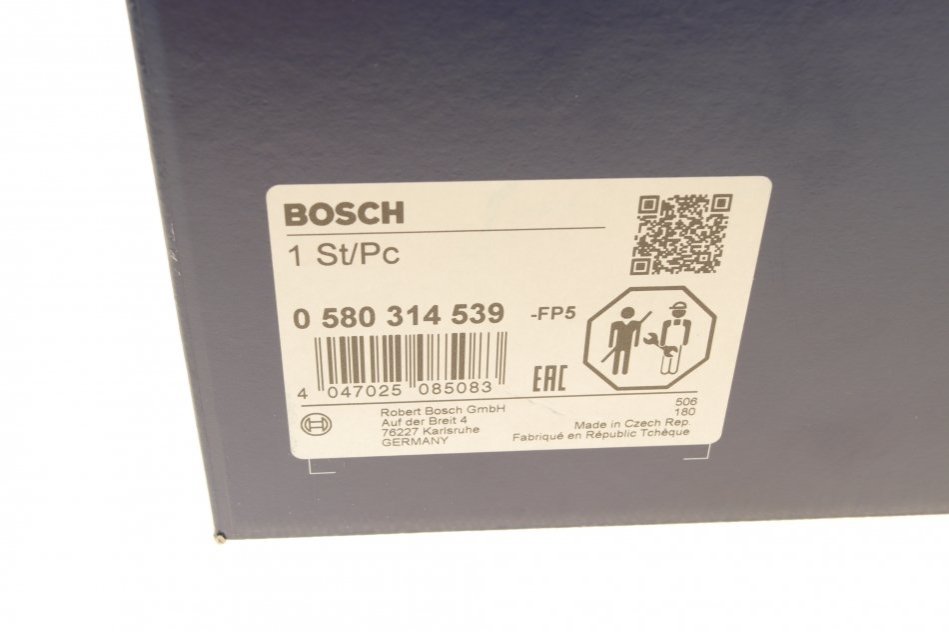 BOSCH
1 St/Pc
0 580 314 539 -FP5
4 047025 085083
EAC
506
180
Robert Bosch GmbH
Auf der Breit 4
76227 Karlsruhe
GERMANY
Made in Czech Rep.
Fabriqué en Républic Tchèque